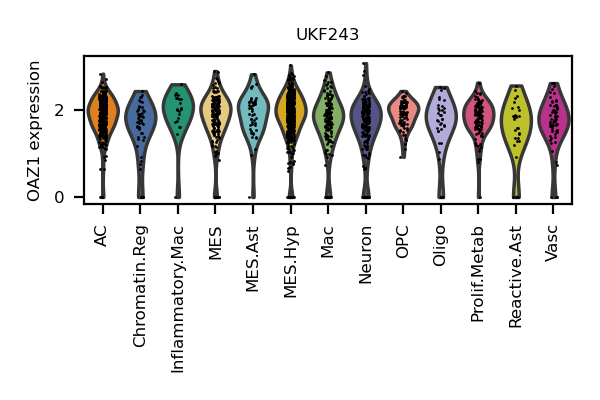 UKF243
OAZ1 expression
2
0
AC
Chromatin.Reg
Inflammatory.Mac
MES
MES.Ast
MES.Hyp
Mac
Neuron
OPC
Oligo
Prolif.Metab
Reactive.Ast
Vasc